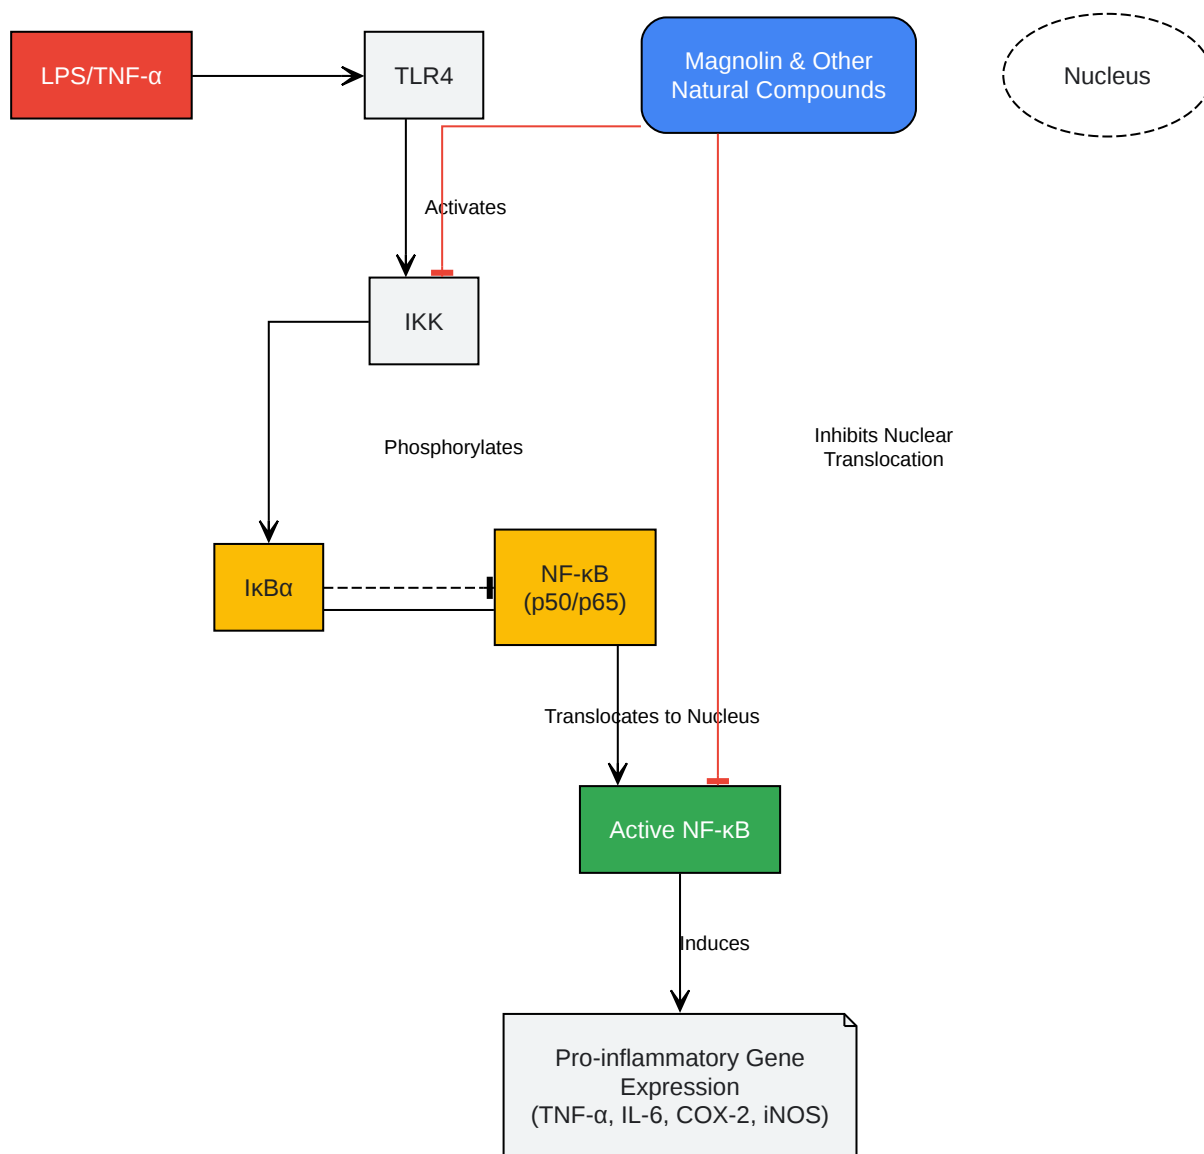 LPS/TNF-α
TLR4
Magnolin & Other
Natural Compounds
Nucleus
Activates
IKK
Phosphorylates
Inhibits Nuclear
Translocation
IκBα
NF-κB
(p50/p65)
Translocates to Nucleus
Active NF-κB
Induces
Pro-inflammatory Gene
Expression
(TNF-α, IL-6, COX-2, iNOS)